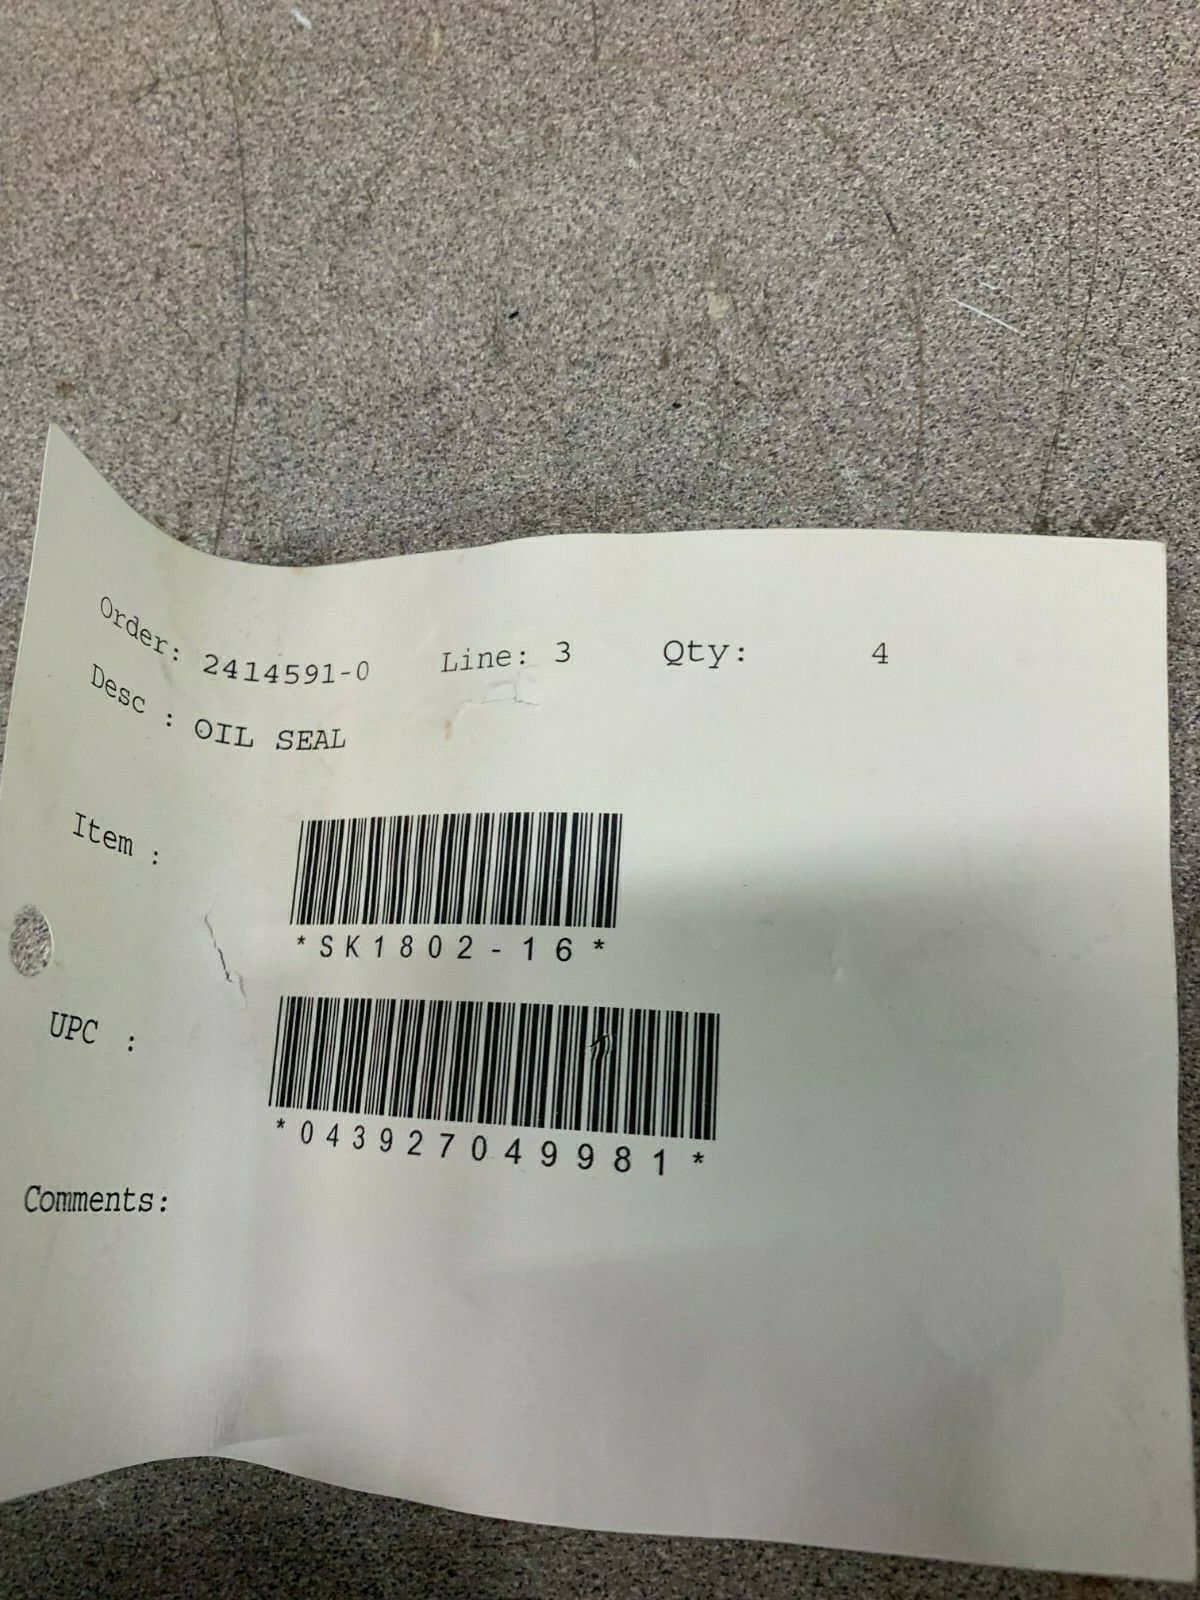 Order: 2414591-0 Line: 3 Qty: 4
Desc : OIL SEAL
Item :
*SK1802-16*
UPC :
*043927049981*
Comments: